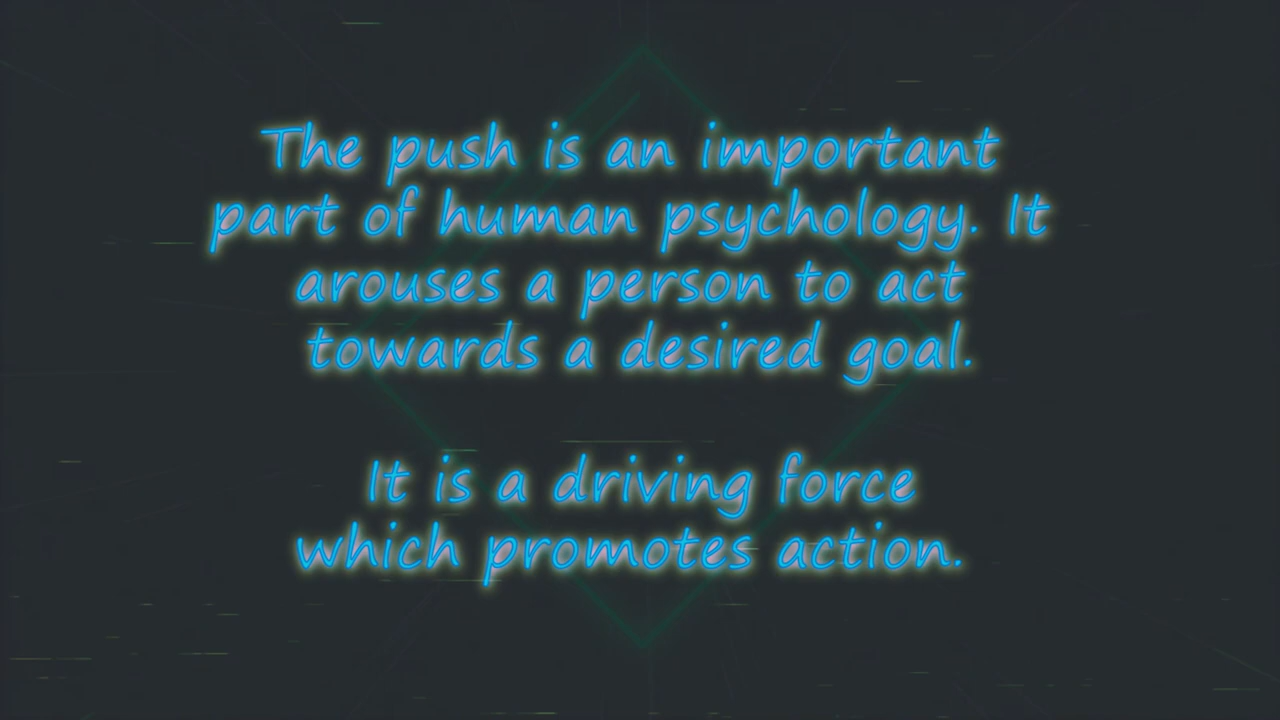 The push is an important
part of human psychology. It
arouses a person to act
towards a desired goal.
It is a driving force
which promotes action.